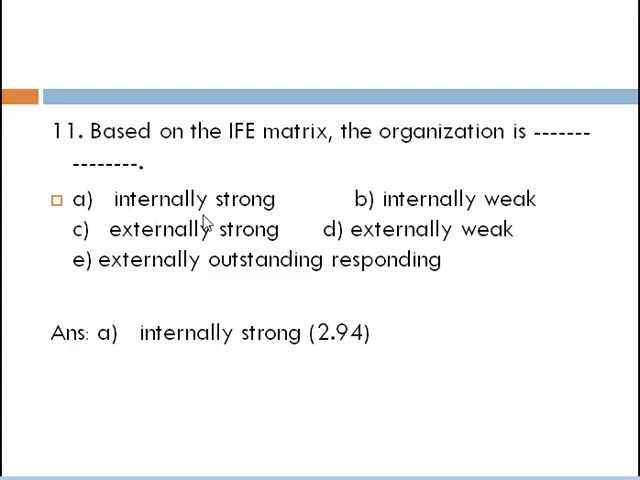 11. Based on the IFE matrix, the organization is -------
--------.
a) internally strong b) internally weak
c) externally strong d) externally weak
e) externally outstanding responding
Ans: a) internally strong (2.94)